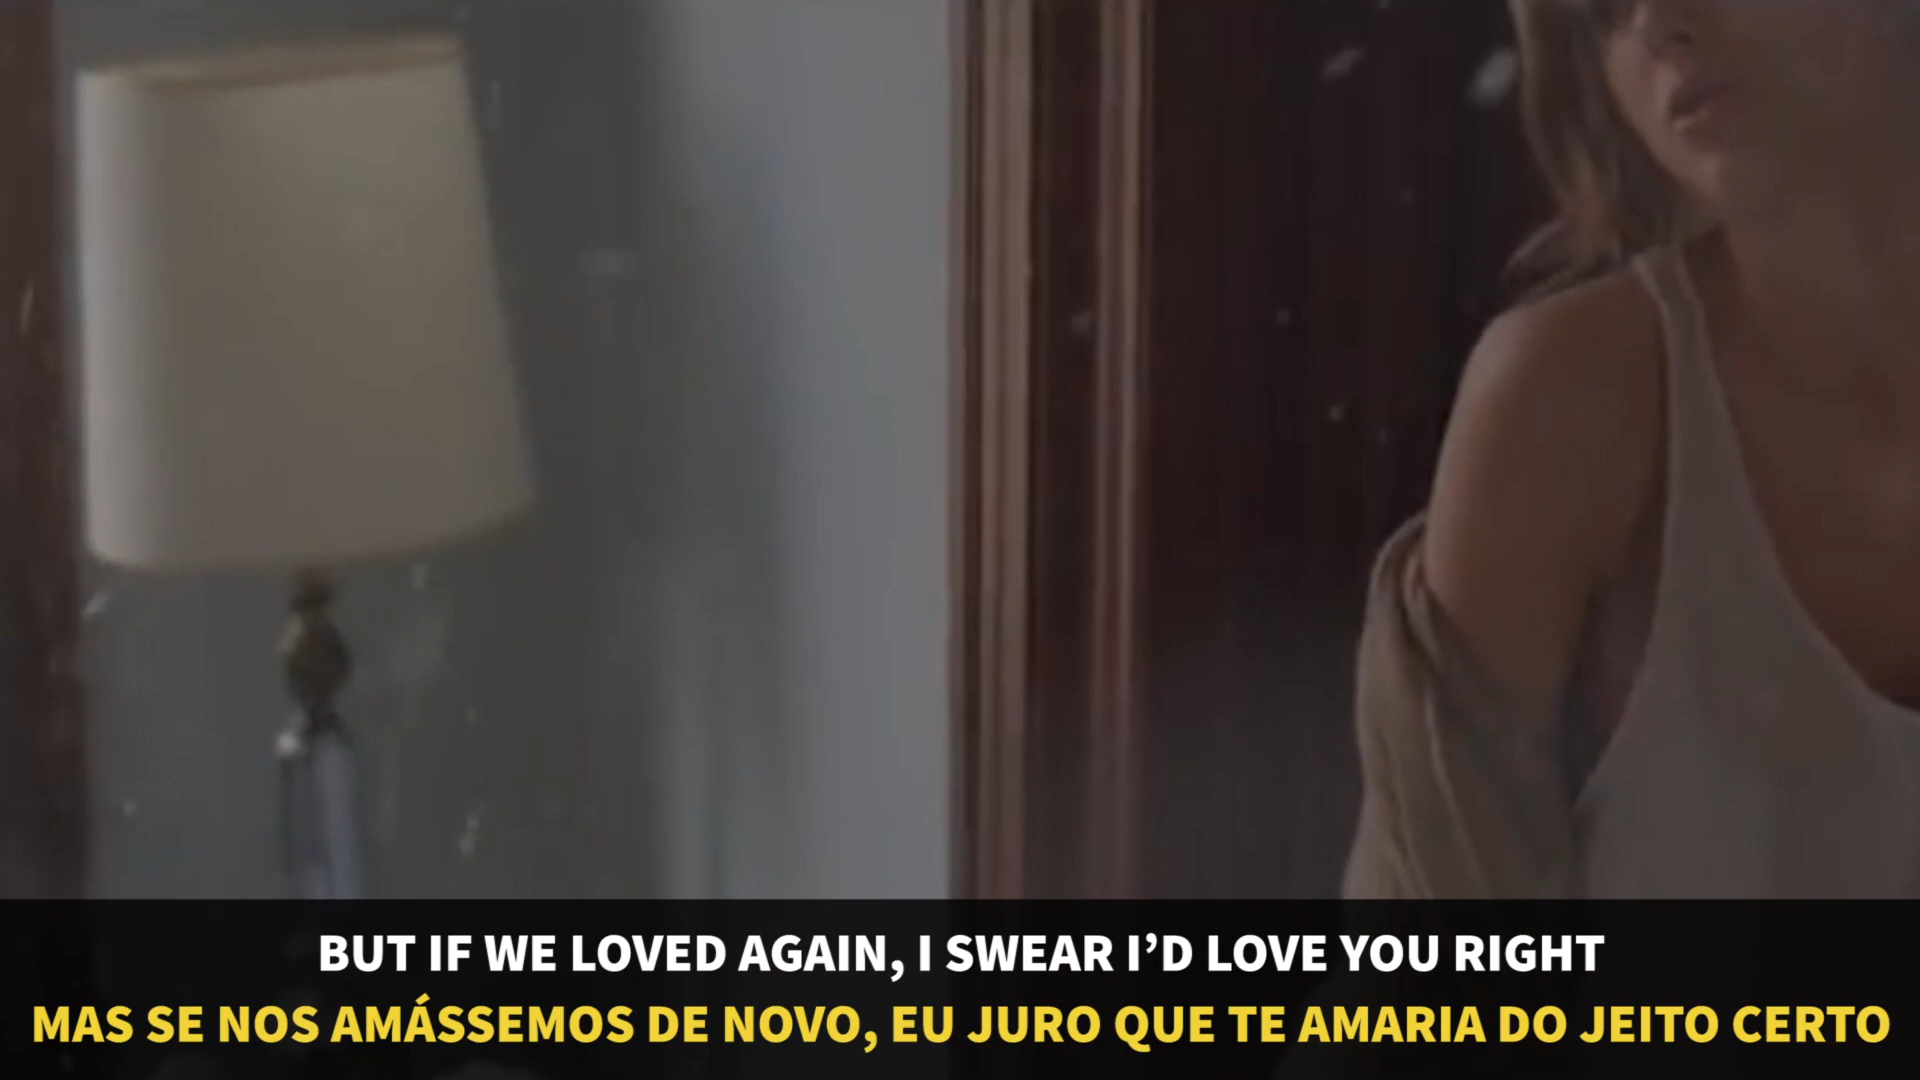 BUT IF WE LOVED AGAIN, I SWEAR I’D LOVE YOU RIGHT
MAS SE NOS AMÁSSEMOS DE NOVO, EU JURO QUE TE AMARIA DO JEITO CERTO